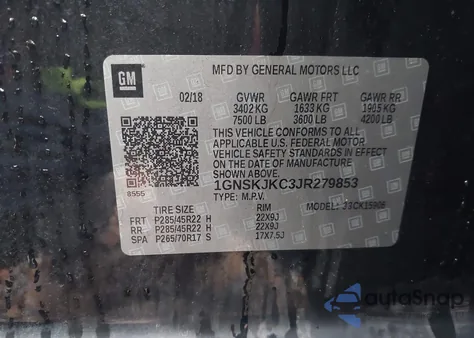 GM
MFD BY GENERAL MOTORS LLC
02/18 GVWR GAWR FRT GAWR RR
3402 KG 1633 KG 1905 KG
7500 LB 3600 LB 4200 LB
THIS VEHICLE CONFORMS TO ALL
APPLICABLE U.S. FEDERAL MOTOR
VEHICLE SAFETY STANDARDS IN EFFECT
ON THE DATE OF MANUFACTURE
SHOWN ABOVE.
1GNSKJKC3JR279853
8555
TYPE: M.P.V. MODEL: CK15906
TIRE SIZE RIM
FRT P285/45R22 H 22X9J
RR P285/45R22 H 22X9J
SPA P265/70R17 S 17X7.5J
autoSnap